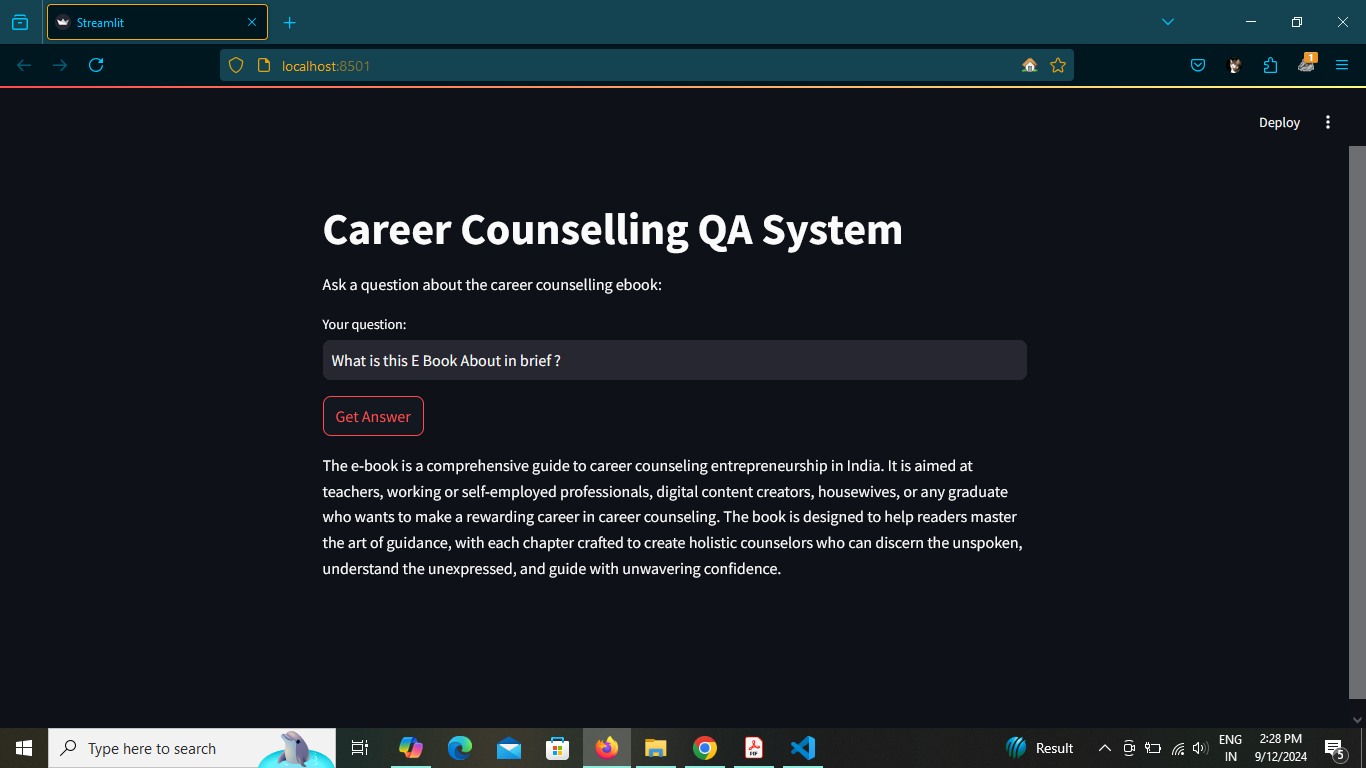 Streamlit
localhost:8501
1
Deploy
Career Counselling QA System
Ask a question about the career counselling ebook:
Your question:
What is this E Book About in brief ?
Get Answer
The e-book is a comprehensive guide to career counseling entrepreneurship in India. It is aimed at
teachers, working or self-employed professionals, digital content creators, housewives, or any graduate
who wants to make a rewarding career in career counseling. The book is designed to help readers master
the art of guidance, with each chapter crafted to create holistic counselors who can discern the unspoken,
understand the unexpressed, and guide with unwavering confidence.
Type here to search
PDF
Result
ENG
IN
2:28 PM
9/12/2024
5